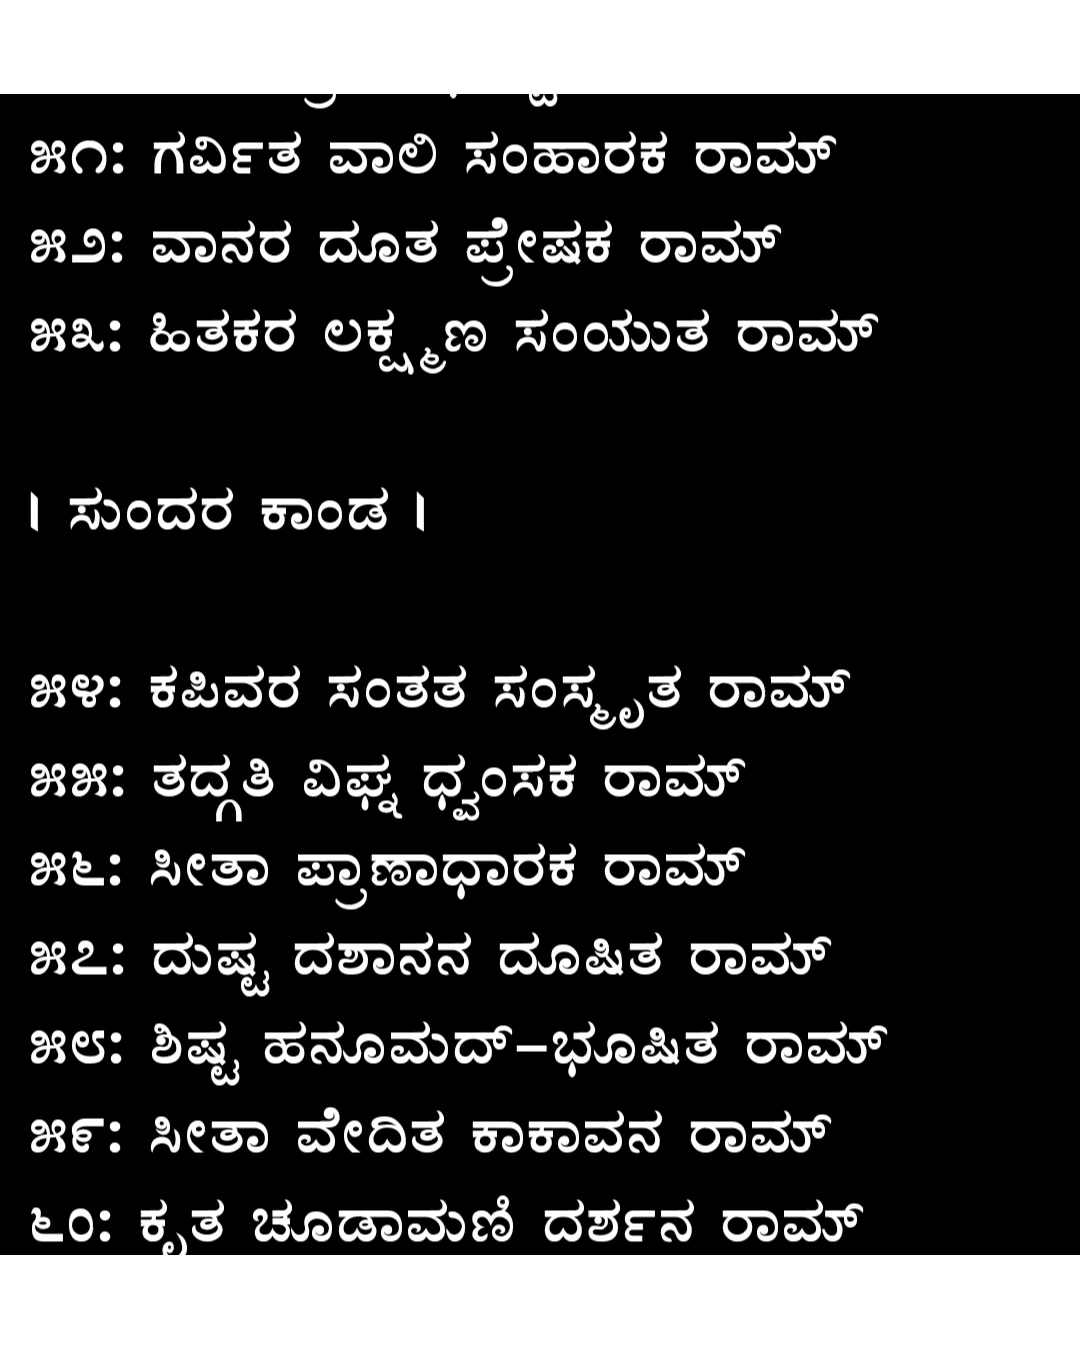 ೫೧: ಗರ್ವಿತ ವಾಲಿ ಸಂಹಾರಕ ರಾಮ್
೫೨: ವಾನರ ದೂತ ಪ್ರೇಷಕ ರಾಮ್
೫೩: ಹಿತಕರ ಲಕ್ಷ್ಮಣ ಸಂಯುತ ರಾಮ್
। ಸುಂದರ ಕಾಂಡ ।
೫೪: ಕಪಿವರ ಸಂತತ ಸಂಸ್ಮೃತ ರಾಮ್
೫೫: ತದ್ಗತಿ ವಿಘ್ನ ಧ್ವಂಸಕ ರಾಮ್
೫೬: ಸೀತಾ ಪ್ರಾಣಾಧಾರಕ ರಾಮ್
೫೭: ದುಷ್ಟ ದಶಾನನ ದೂಷಿತ ರಾಮ್
೫೮: ಶಿಷ್ಟ ಹನೂಮದ್-ಭೂಷಿತ ರಾಮ್
೫೯: ಸೀತಾ ವೇದಿತ ಕಾಕಾವನ ರಾಮ್
೬೦: ಕೃತ ಚೂಡಾಮಣಿ ದರ್ಶನ ರಾಮ್